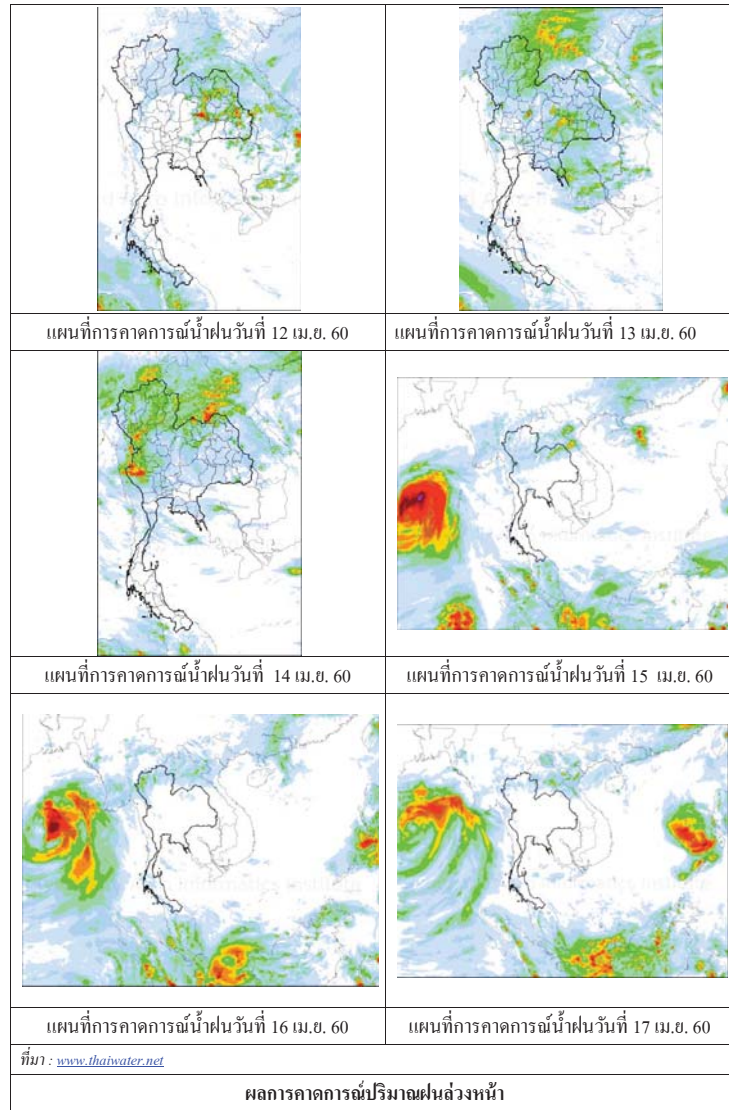 แผนที่การคาดการณ์น้ำฝนวันที่ 12 เม.ย. 60
แผนที่การคาดการณ์น้ำฝนวันที่ 13 เม.ย. 60
แผนที่การคาดการณ์น้ำฝนวันที่ 14 เม.ย. 60
แผนที่การคาดการณ์น้ำฝนวันที่ 15 เม.ย. 60
แผนที่การคาดการณ์น้ำฝนวันที่ 16 เม.ย. 60
แผนที่การคาดการณ์น้ำฝนวันที่ 17 เม.ย. 60
ที่มา : www.thaiwater.net
ผลการคาดการณ์ปริมาณฝนล่วงหน้า